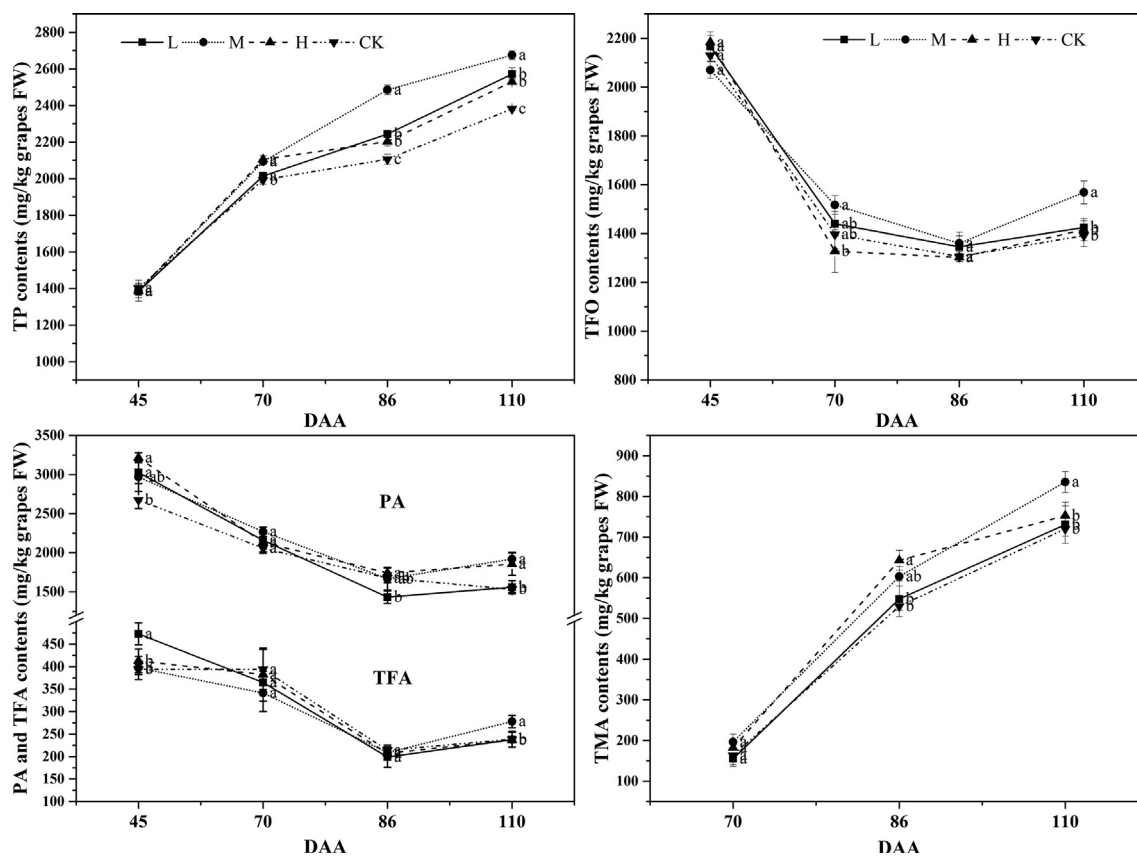 L M H CK
TP contents (mg/kg grapes FW)
2800
2600
2400
2200
2000
1800
1600
1400
1200
1000
a
a
a
a
a
b
a
b
b
c
a
b
b
c
45 70 86 110
DAA
L M H CK
TFO contents (mg/kg grapes FW)
2200
2000
1800
1600
1400
1200
1000
800
a
a
a
a
a
ab
ab
b
a
a
a
a
b
b
b
45 70 86 110
DAA
PA and TFA contents (mg/kg grapes FW)
3500
3000
2500
2000
1500
450
400
350
300
250
200
150
100
PA
a
a
ab
b
a
a
a
a
a
ab
b
a
a
b
b
TFA
a
b
b
a
a
a
a
a
a
a
b
45 70 86 110
DAA
TMA contents (mg/kg grapes FW)
900
800
700
600
500
400
300
200
100
a
a
a
a
a
ab
b
b
a
b
b
b
70 86 110
DAA